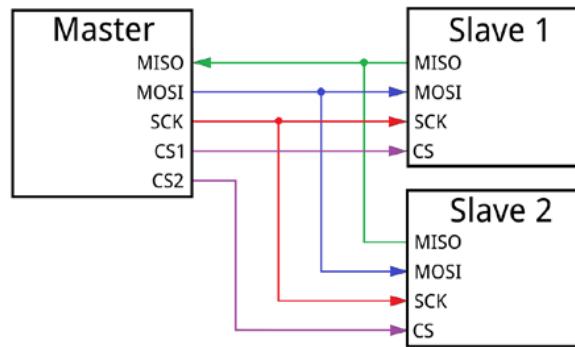 Master
MISO
MOSI
SCK
CS1
CS2
Slave 1
MISO
MOSI
SCK
CS
Slave 2
MISO
MOSI
SCK
CS